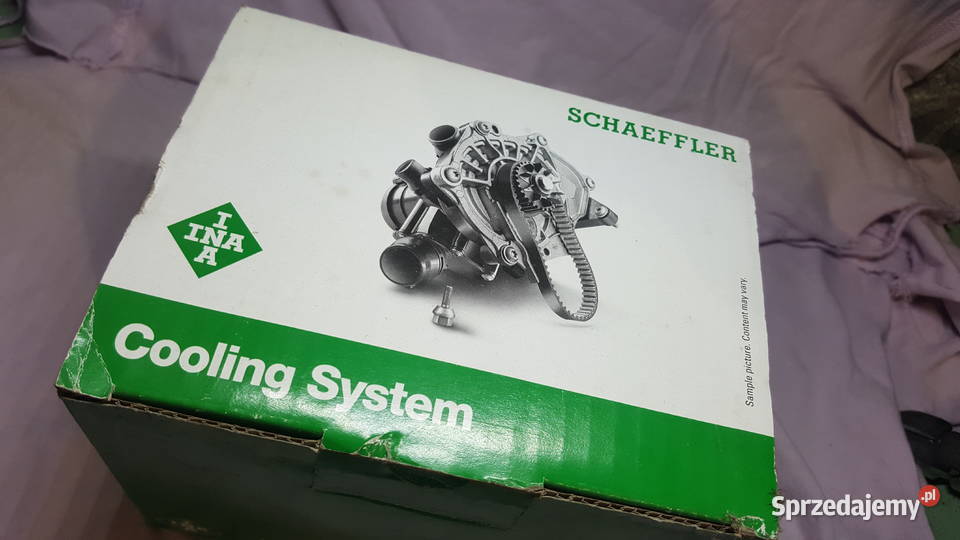 SCHAEFFLER
I
INA
A
Sample picture. Content may vary.
Cooling System
Sprzedajemy.pl